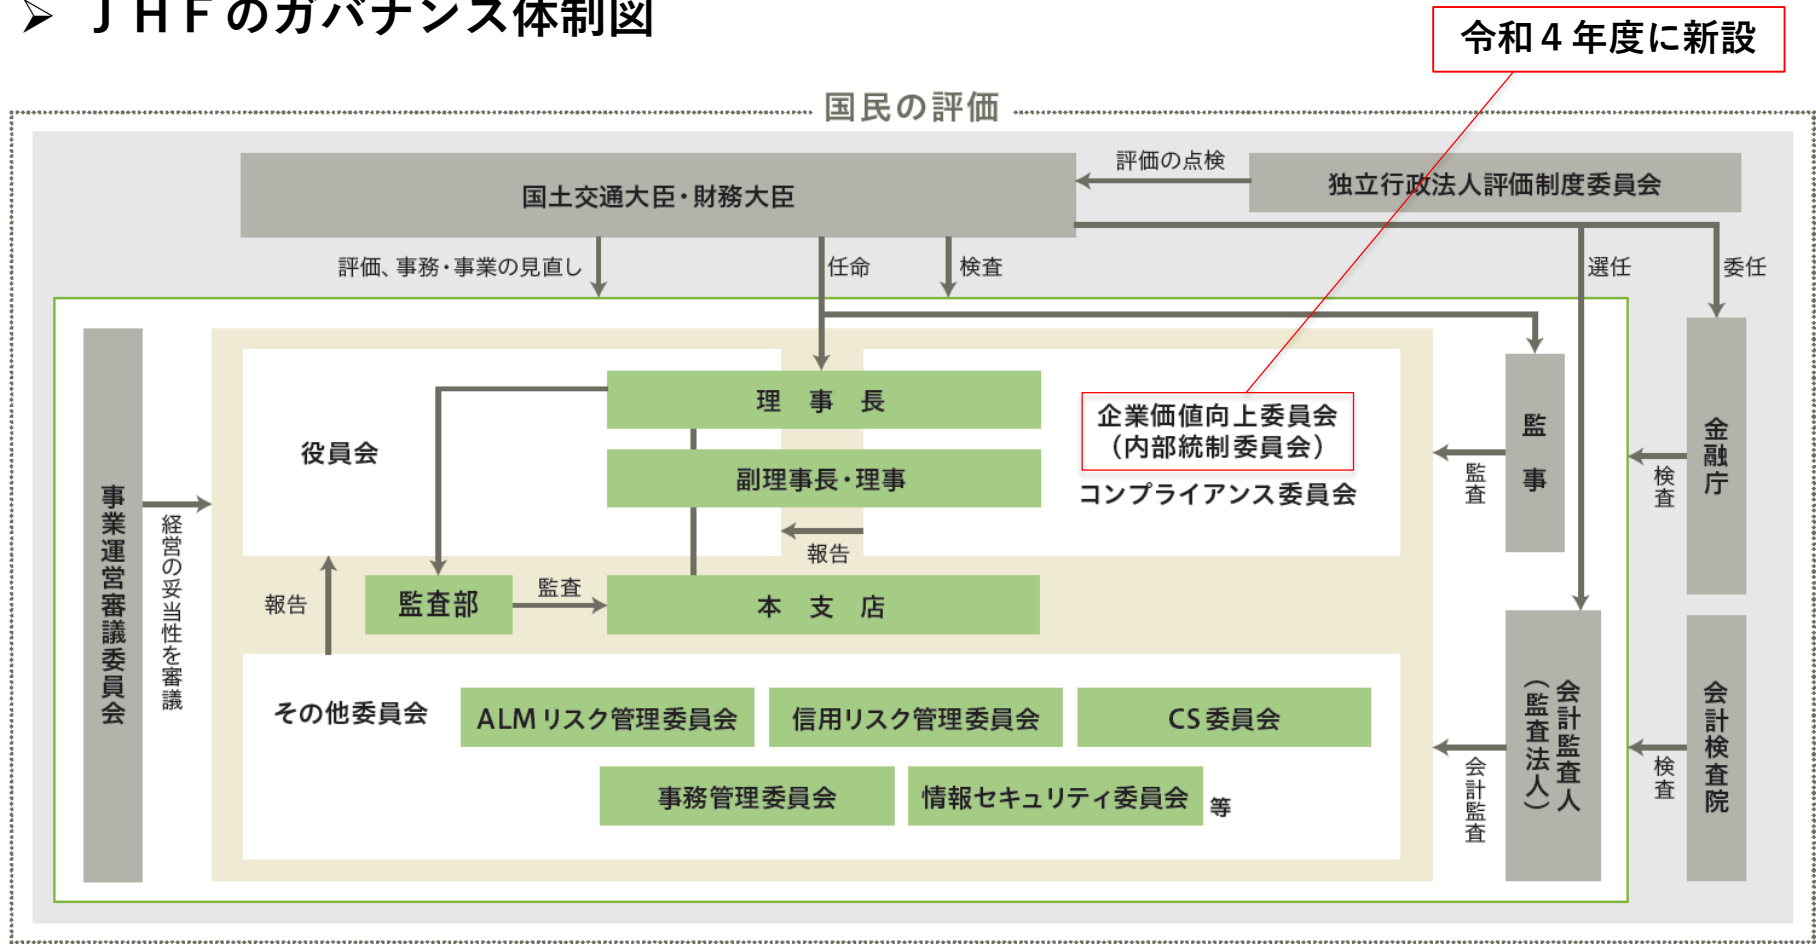 ➢ ＪＨＦのガバナンス体制図
令和４年度に新設
国民の評価
国土交通大臣・財務大臣
評価の点検
独立行政法人評価制度委員会
評価、事務・事業の見直し
任命
検査
選任
委任
事業運営審議委員会
経営の妥当性を審議
役員会
理　事　長
副理事長・理事
企業価値向上委員会
（内部統制委員会）
コンプライアンス委員会
報告
報告
監査部
監査
本　支　店
監査
監　事
検査
金融庁
その他委員会
ALM リスク管理委員会
信用リスク管理委員会
CS 委員会
事務管理委員会
情報セキュリティ委員会
等
会計監査
会計監査人
（監査法人）
検査
会計検査院